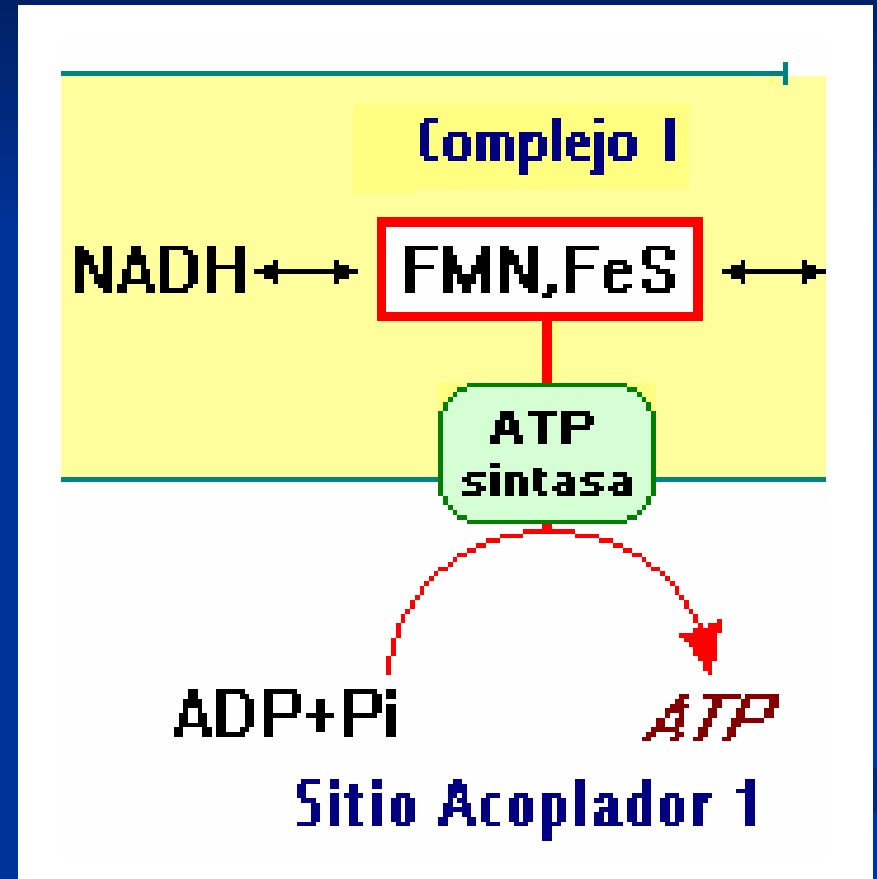 Complejo I
NADH FMN,FeS
ATP
sintasa
ADP+Pi ATP
Sitio Acoplador 1